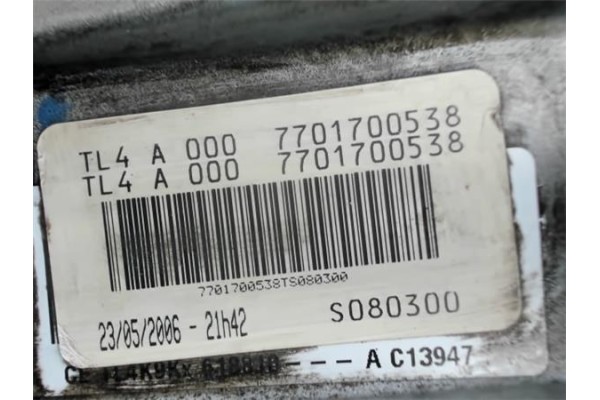 TL4 A 000 7701700538
TL4 A 000 7701700538
7701700538TS080300
23/05/2006 - 21h42 S080300
- - - A C13947